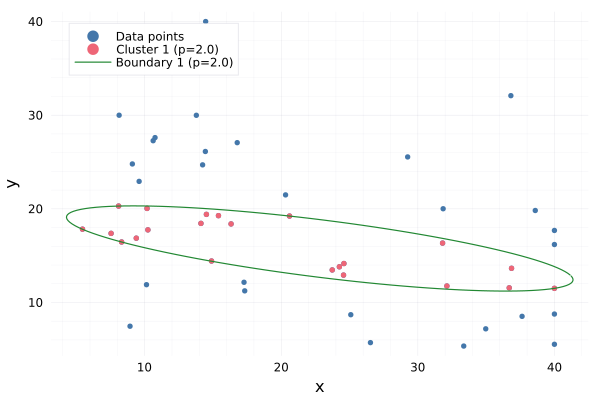 40
Data points
Cluster 1 (p=2.0)
Boundary 1 (p=2.0)
30
y
20
10
10 20 30 40
x